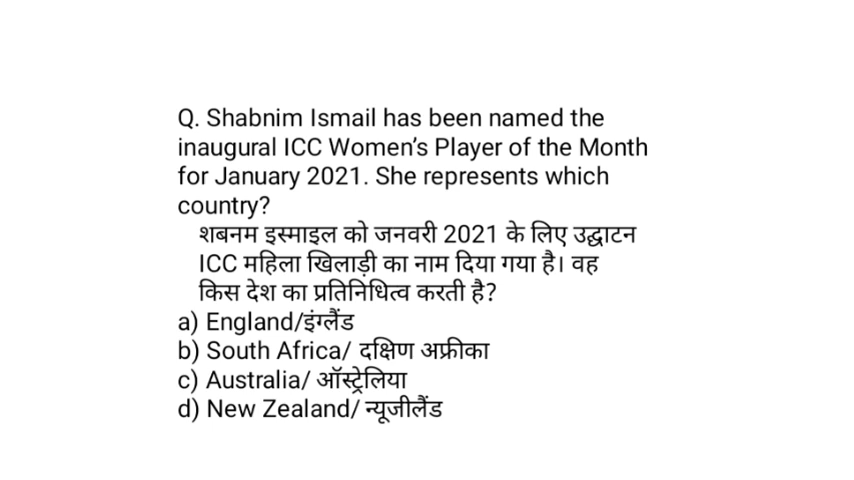 Q. Shabnim Ismail has been named the
inaugural ICC Women's Player of the Month
for January 2021. She represents which
country?
शबनम इस्माइल को जनवरी 2021 के लिए उद्घाटन
ICC महिला खिलाड़ी का नाम दिया गया है। वह
किस देश का प्रतिनिधित्व करती है?
a) England/इंग्लैंड
b) South Africa/ दक्षिण अफ्रीका
c) Australia/ ऑस्ट्रेलिया
d) New Zealand/ न्यूजीलैंड